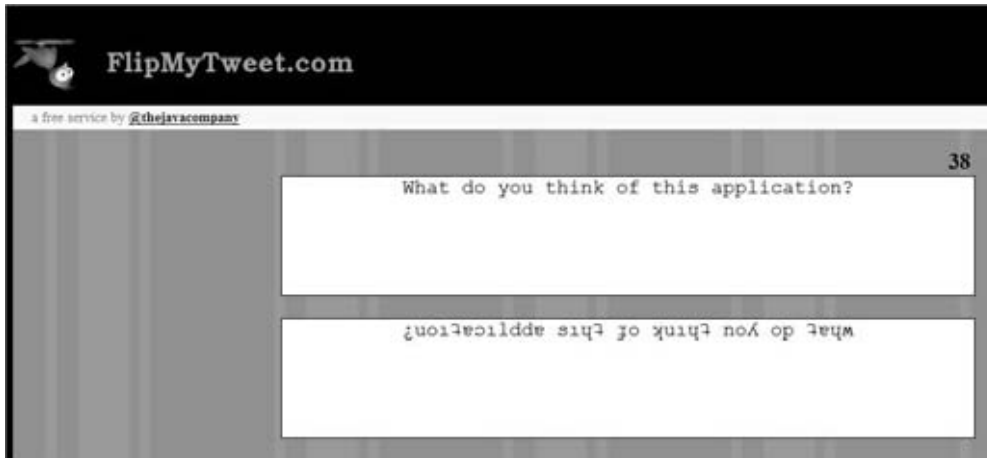 FlipMyTweet.com
a free service by @thejavacompany
38
What do you think of this application?
¿uoıʇɐɔıןddɐ sıɥʇ ɟo ʞuıɥʇ noʎ op ʇɐɥʍ